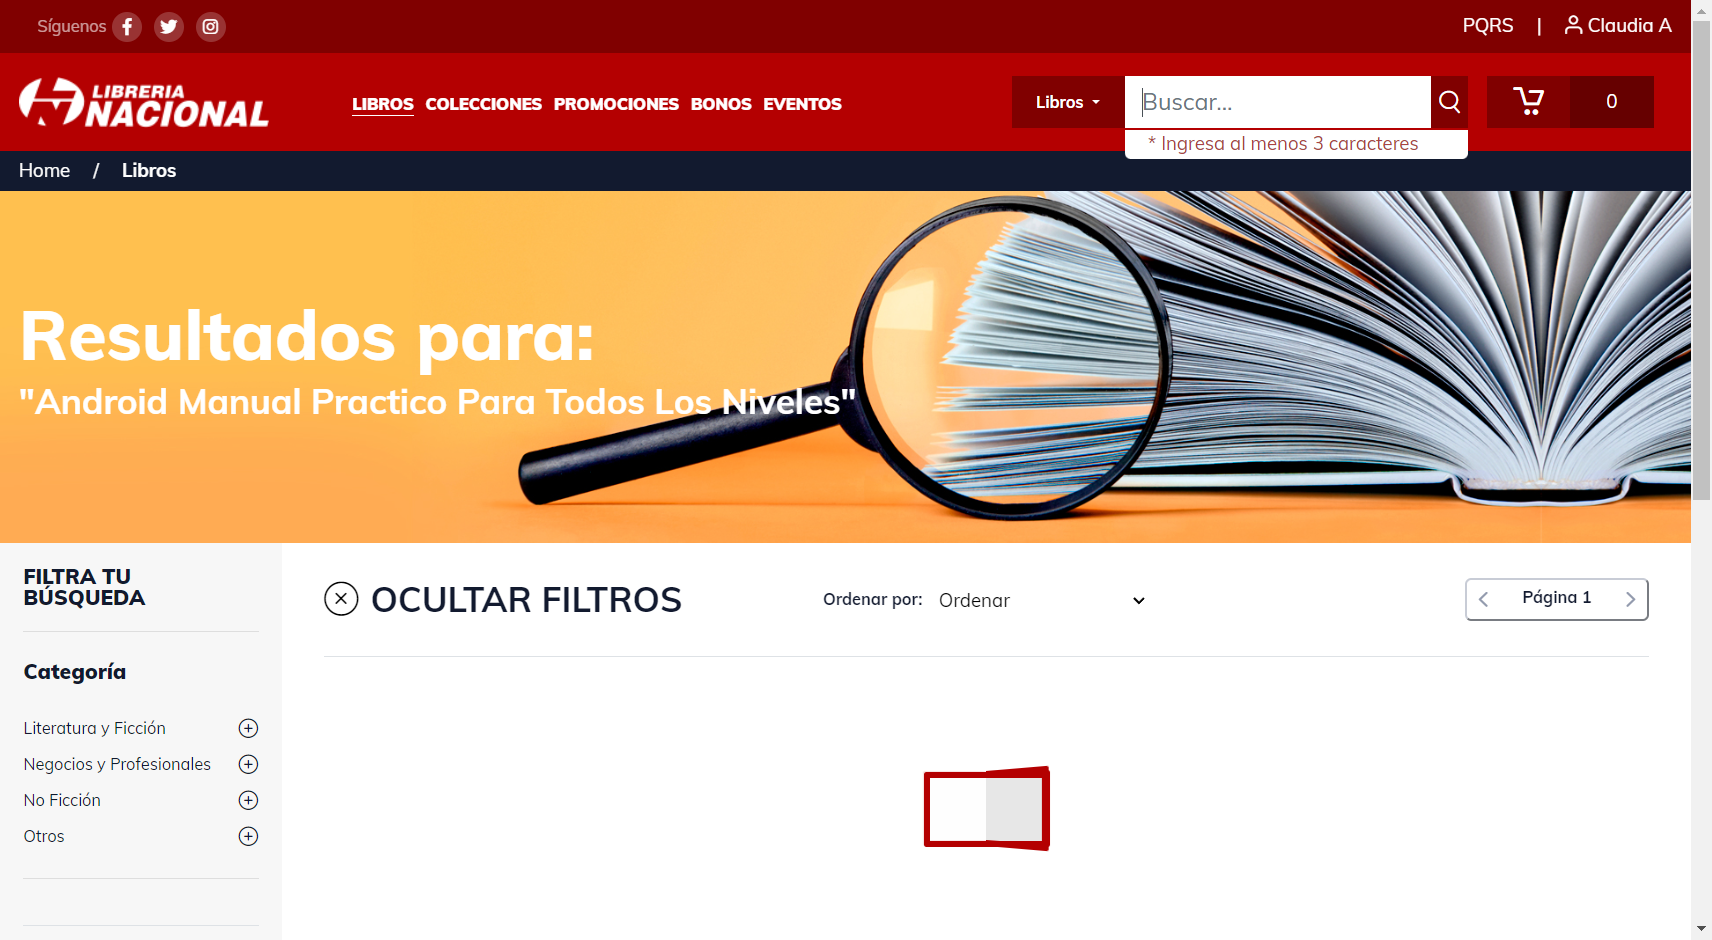 Síguenos
PQRS | Claudia A
LIBRERIA
NACIONAL
LIBROS COLECCIONES PROMOCIONES BONOS EVENTOS
Libros
Buscar...
0
* Ingresa al menos 3 caracteres
Home / Libros
Resultados para:
"Android Manual Practico Para Todos Los Niveles"
FILTRA TU
BÚSQUEDA
OCULTAR FILTROS
Ordenar por: Ordenar
Página 1
Categoría
Literatura y Ficción
Negocios y Profesionales
No Ficción
Otros